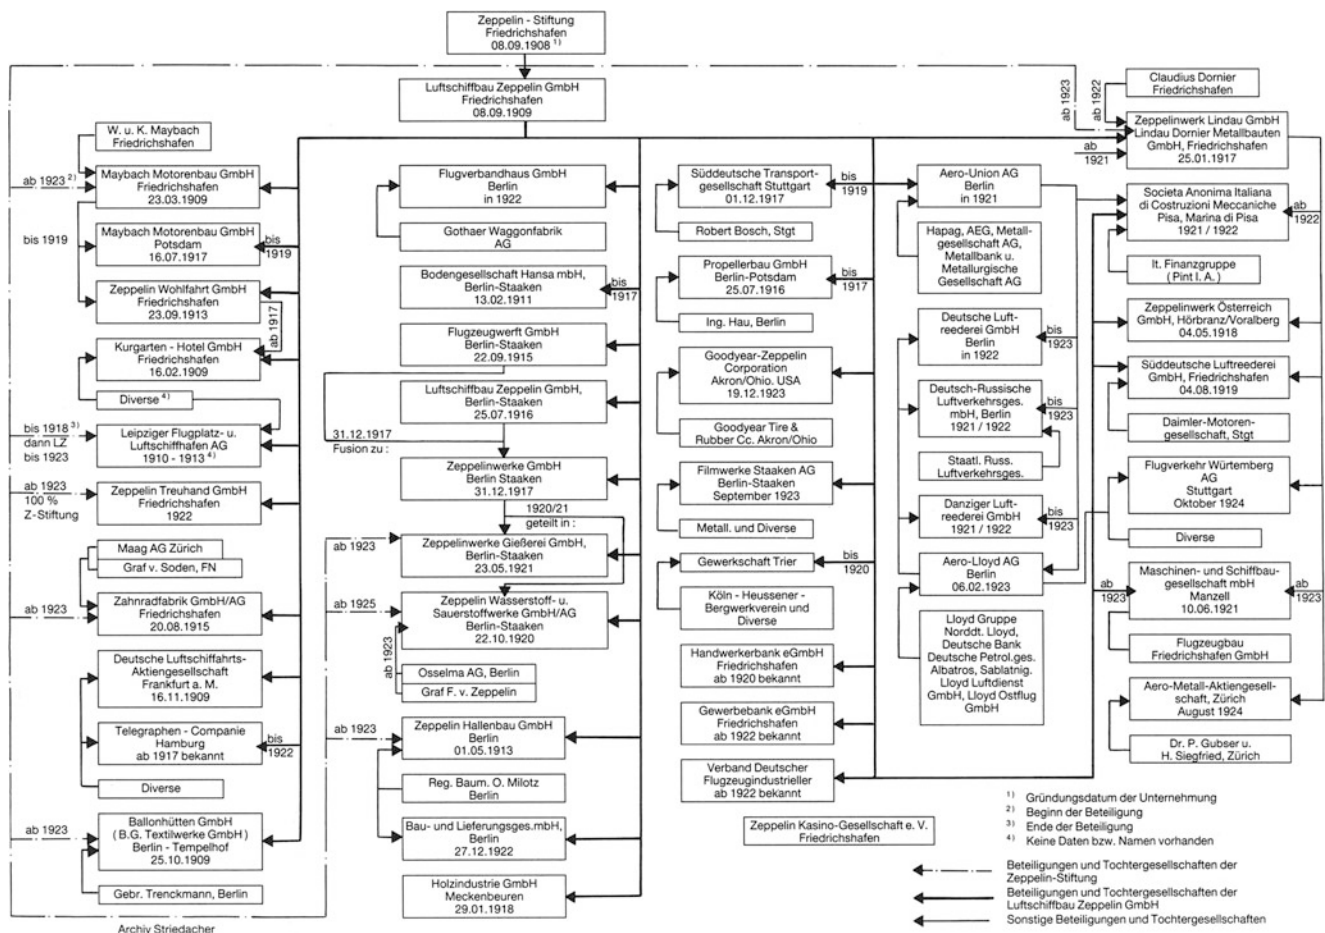 Zeppelin - Stiftung
Friedrichshafen
08.09.1908 1)
Luftschiffbau Zeppelin GmbH
Friedrichshafen
08.09.1909
W. u. K. Maybach
Friedrichshafen
ab 1923 2)
Maybach Motorenbau GmbH
Friedrichshafen
23.03.1909
bis 1919
Maybach Motorenbau GmbH
Potsdam
16.07.1917
bis
1919
Zeppelin Wohlfahrt GmbH
Friedrichshafen
23.09.1913
ab 1917
Kurgarten - Hotel GmbH
Friedrichshafen
16.02.1909
Diverse 4)
bis 1918 3)
dann LZ
bis 1923
Leipziger Flugplatz- u.
Luftschiffhafen AG
1910 - 1913 4)
ab 1923
100 %
Z-Stiftung
Zeppelin Treuhand GmbH
Friedrichshafen
1922
Maag AG Zürich
Graf v. Soden, FN
ab 1923
Zahnradfabrik GmbH/AG
Friedrichshafen
20.08.1915
Deutsche Luftschiffahrts-
Aktiengesellschaft
Frankfurt a. M.
16.11.1909
Telegraphen - Companie
Hamburg
ab 1917 bekannt
bis
1922
Diverse
ab 1923
Ballonhütten GmbH
( B.G. Textilwerke GmbH )
Berlin - Tempelhof
25.10.1909
Gebr. Trenckmann, Berlin
Archiv Striedacher
Flugverbandhaus GmbH
Berlin
in 1922
Gothaer Waggonfabrik
AG
Bodengesellschaft Hansa mbH,
Berlin-Staaken
13.02.1911
bis
1917
Flugzeugwerft GmbH
Berlin-Staaken
22.09.1915
Luftschiffbau Zeppelin GmbH,
Berlin-Staaken
25.07.1916
31.12.1917
Fusion zu :
Zeppelinwerke GmbH
Berlin Staaken
31.12.1917
1920/21
geteilt in :
ab 1923
Zeppelinwerke Gießerei GmbH,
Berlin-Staaken
23.05.1921
ab 1925
Zeppelin Wasserstoff- u.
Sauerstoffwerke GmbH/AG
Berlin-Staaken
22.10.1920
ab 1923
Osselma AG, Berlin
Graf F. v. Zeppelin
ab 1923
Zeppelin Hallenbau GmbH
Berlin
01.05.1913
Reg. Baum. O. Milotz
Berlin
Bau- und Lieferungsges.mbH,
Berlin
27.12.1922
Holzindustrie GmbH
Meckenbeuren
29.01.1918
Süddeutsche Transport-
gesellschaft Stuttgart
01.12.1917
bis
1919
Robert Bosch, Stgt
Propellerbau GmbH
Berlin-Potsdam
25.07.1916
bis
1917
Ing. Hau, Berlin
Goodyear-Zeppelin
Corporation
Akron/Ohio. USA
19.12.1923
Goodyear Tire &
Rubber Cc. Akron/Ohio
Filmwerke Staaken AG
Berlin-Staaken
September 1923
Metall. und Diverse
Gewerkschaft Trier
bis
1920
Köln - Heussener -
Bergwerkverein und
Diverse
Handwerkerbank eGmbH
Friedrichshafen
ab 1920 bekannt
Gewerbebank eGmbH
Friedrichshafen
ab 1922 bekannt
Verband Deutscher
Flugzeugindustrieller
ab 1922 bekannt
Zeppelin Kasino-Gesellschaft e. V.
Friedrichshafen
Aero-Union AG
Berlin
in 1921
Hapag, AEG, Metall-
gesellschaft AG,
Metallbank u.
Metallurgische
Gesellschaft AG
Deutsche Luft-
reederei GmbH
Berlin
in 1922
bis
1923
Deutsch-Russische
Luftverkehrsges.
mbH, Berlin
1921 / 1922
bis
1923
Staatl. Russ.
Luftverkehrsges.
Danziger Luft-
reederei GmbH
1921 / 1922
bis
1923
Aero-Lloyd AG
Berlin
06.02.1923
Lloyd Gruppe
Norddt. Lloyd,
Deutsche Bank
Deutsche Petrol.ges.
Albatros, Sablatnig.
Lloyd Luftdienst
GmbH, Lloyd Ostflug
GmbH
ab 1923
ab 1922
Claudius Dornier
Friedrichshafen
ab
1921
Zeppelinwerk Lindau GmbH
Lindau Dornier Metallbauten
GmbH, Friedrichshafen
25.01.1917
Societa Anonima Italiana
di Costruzioni Meccaniche
Pisa, Marina di Pisa
1921 / 1922
ab
1922
It. Finanzgruppe
(Pint I. A.)
Zeppelinwerk Österreich
GmbH, Hörbranz/Voralberg
04.05.1918
Süddeutsche Luftreederei
GmbH, Friedrichshafen
04.08.1919
Daimler-Motoren-
gesellschaft, Stgt
Flugverkehr Würtemberg
AG
Stuttgart
Oktober 1924
Diverse
ab
1923
Maschinen- und Schiffbau-
gesellschaft mbH
Manzell
10.06.1921
ab
1923
Flugzeugbau
Friedrichshafen GmbH
Aero-Metall-Aktiengesell-
schaft, Zürich
August 1924
Dr. P. Gubser u.
H. Siegfried, Zürich
1) Gründungsdatum der Unternehmung
2) Beginn der Beteiligung
3) Ende der Beteiligung
4) Keine Daten bzw. Namen vorhanden
Beteiligungen und Tochtergesellschaften der
Zeppelin-Stiftung
Beteiligungen und Tochtergesellschaften der
Luftschiffbau Zeppelin GmbH
Sonstige Beteiligungen und Tochtergesellschaften